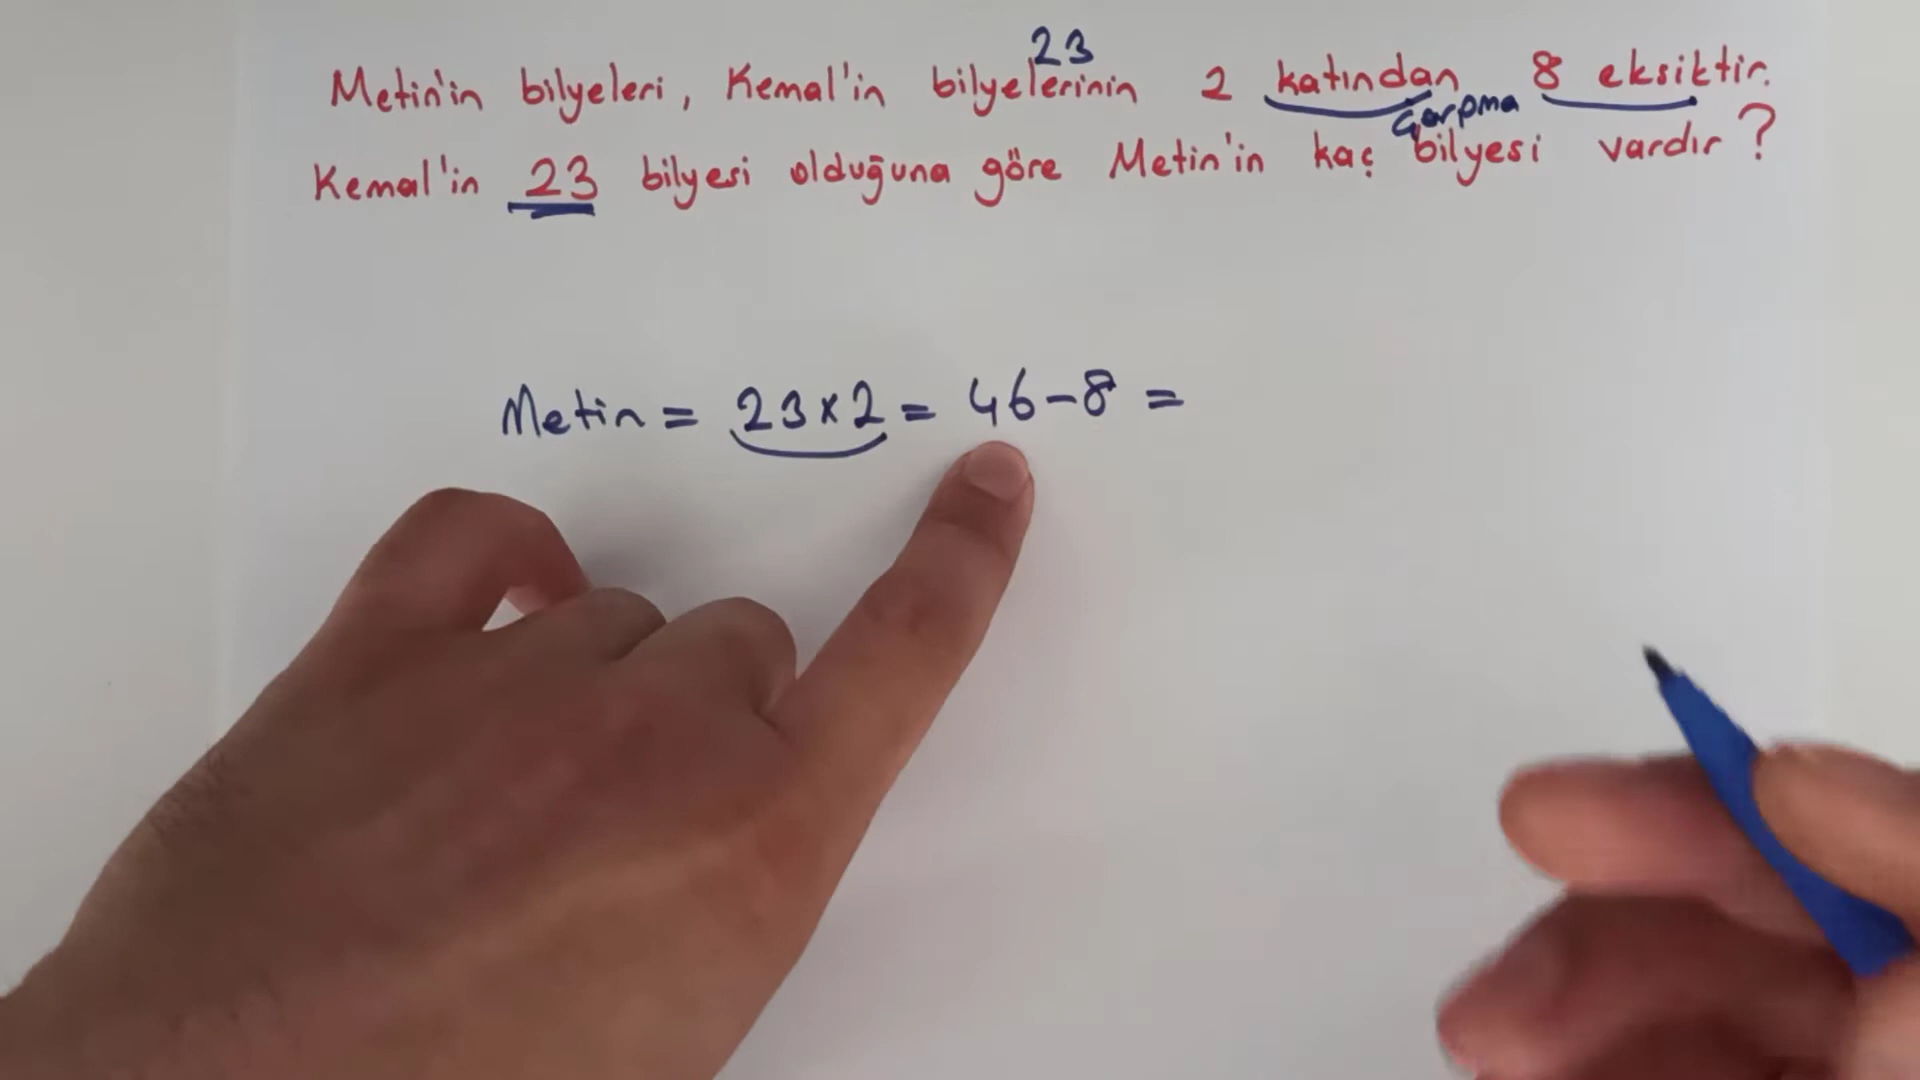 23
Metin'in bilyeleri, Kemal'in bilyelerinin 2 katından 8 eksiktir.
çarpma
Kemal'in 23 bilyesi olduğuna göre Metin'in kaç bilyesi vardır?
Metin = 23x2 = 46-8 =